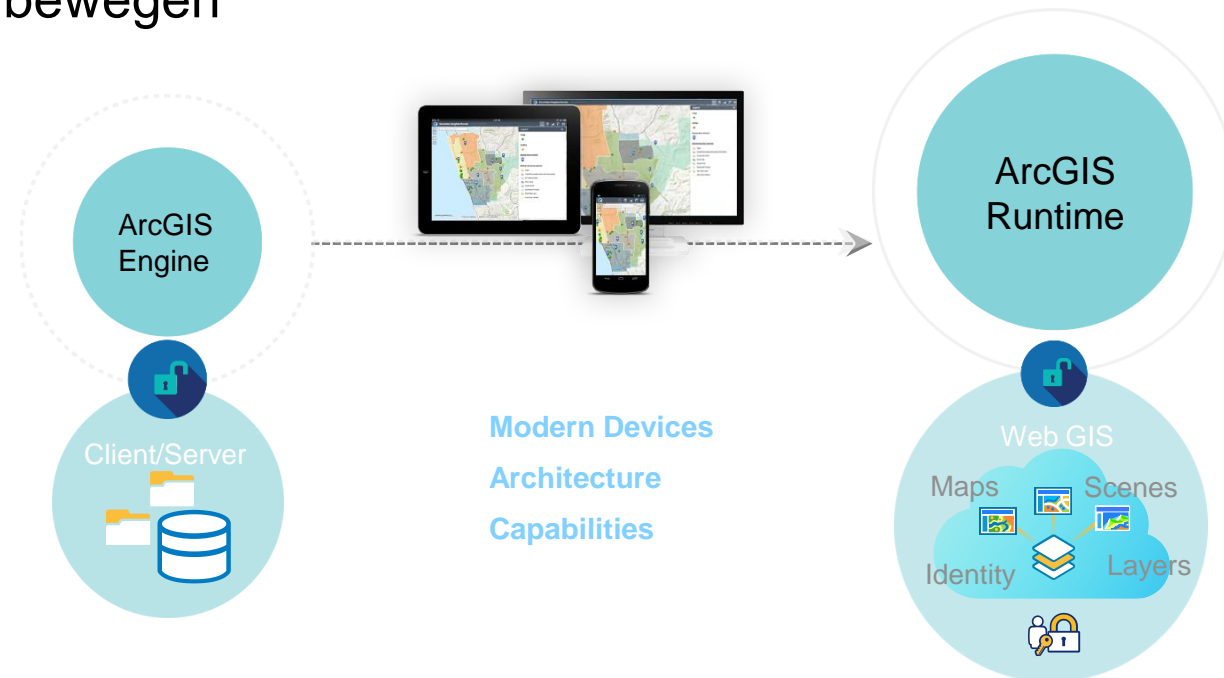 bewegen
ArcGIS
Engine
ArcGIS
Runtime
Client/Server
Modern Devices
Architecture
Capabilities
Web GIS
Maps
Scenes
Identity
Layers